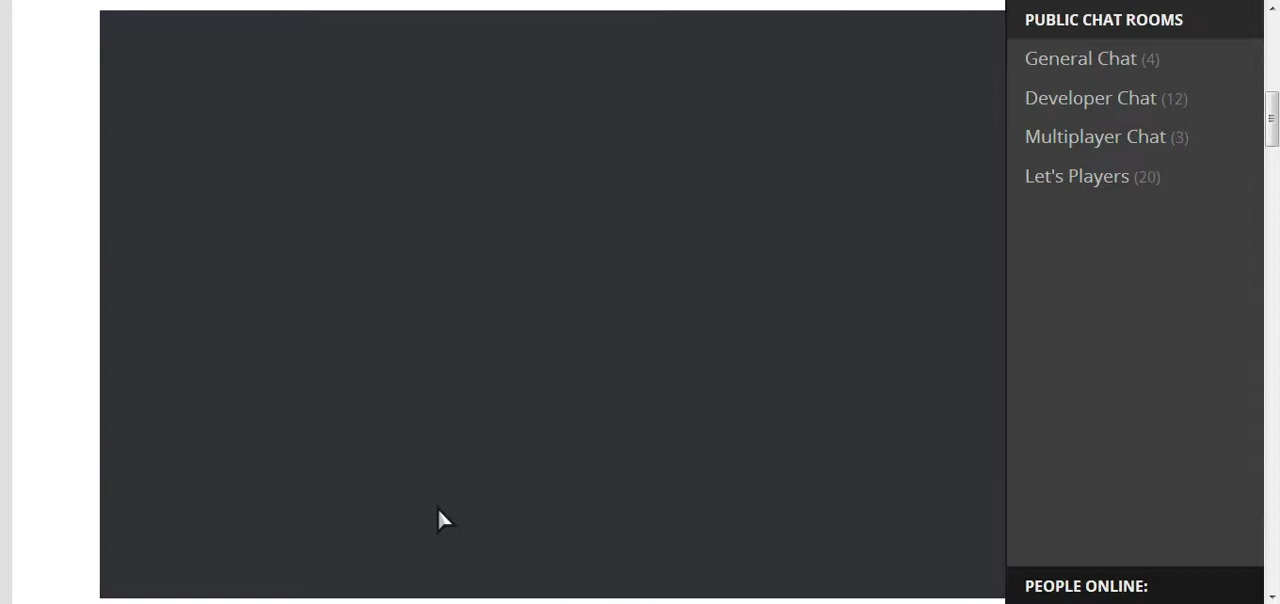 PUBLIC CHAT ROOMS
General Chat (4)
Developer Chat (12)
Multiplayer Chat (3)
Let's Players (20)
PEOPLE ONLINE: